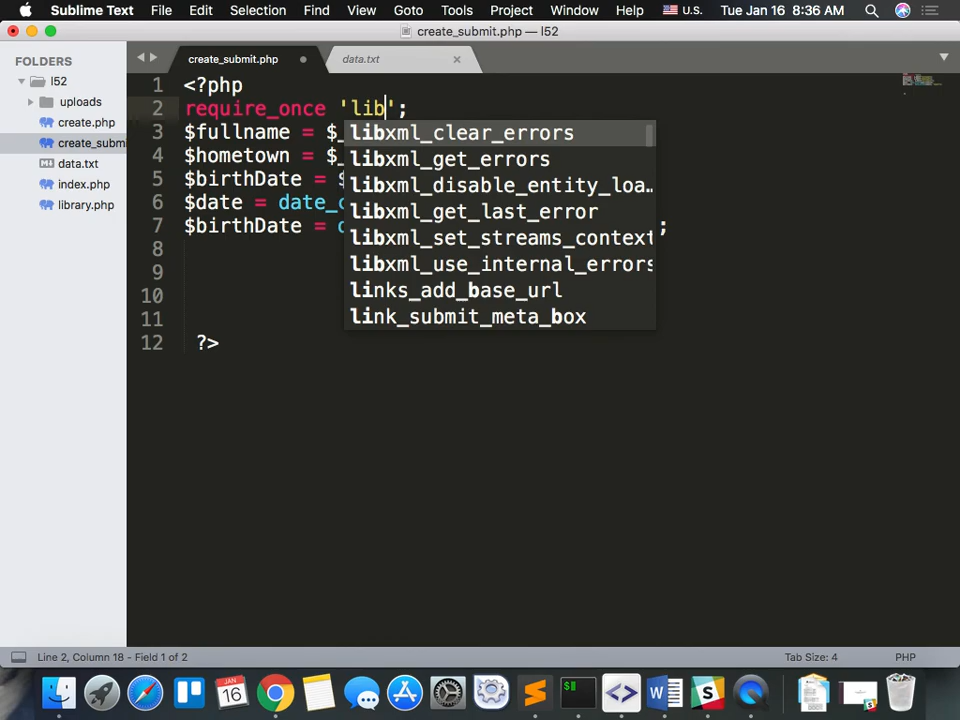 Sublime Text File Edit Selection Find View Goto Tools Project Window Help U.S. Tue Jan 16 8:36 AM
create_submit.php — l52
FOLDERS
l52
uploads
create.php
create_submi
data.txt
index.php
library.php
create_submit.php
data.txt
1 <?php
2 require_once 'lib';
3 $fullname = $_
4 $hometown = $_
5 $birthDate = $
6 $date = date_c
7 $birthDate = d ;
8
9
10
11
12 ?>
libxml_clear_errors
libxml_get_errors
libxml_disable_entity_loa…
libxml_get_last_error
libxml_set_streams_context
libxml_use_internal_errors
links_add_base_url
link_submit_meta_box
Line 2, Column 18 - Field 1 of 2
Tab Size: 4
PHP
16